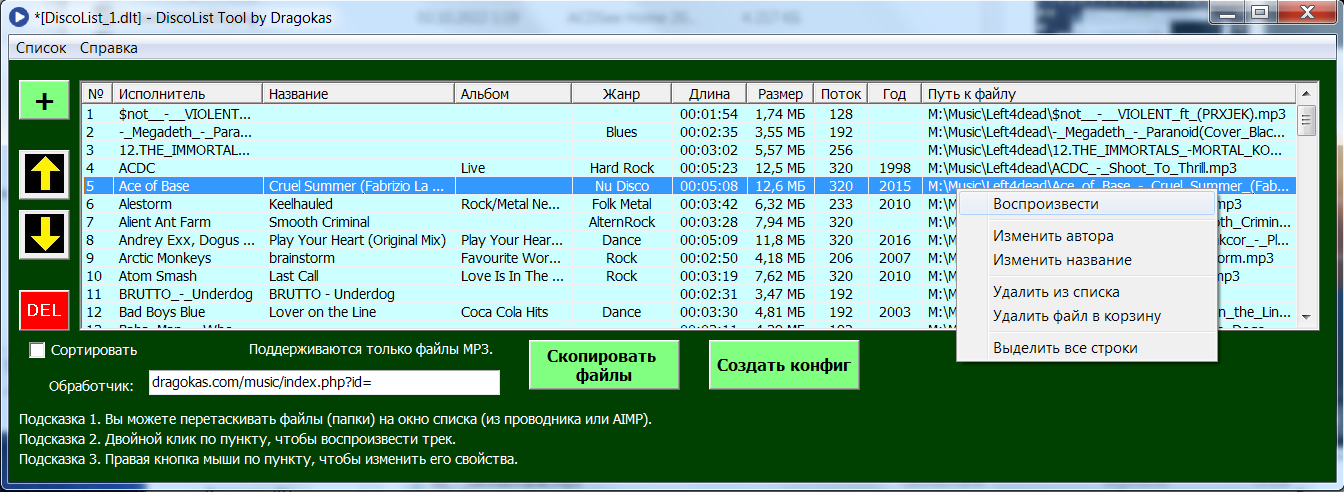 *[DiscoList_1.dlt] - DiscoList Tool by Dragokas
Список Справка
+
№ Исполнитель Название Альбом Жанр Длина Размер Поток Год Путь к файлу
1 $not__-__VIOLENT... 00:01:54 1,74 МБ 128 M:\Music\Left4dead\$not__-__VIOLENT_ft_(PRXJEK).mp3
2 -_Megadeth_-_Para... Blues 00:02:35 3,55 МБ 192 M:\Music\Left4dead\-_Megadeth_-_Paranoid(Cover_Blac...
3 12.THE_IMMORTAL... 00:03:02 5,57 МБ 256 M:\Music\Left4dead\12.THE_IMMORTALS_-MORTAL_KO...
4 ACDC Live Hard Rock 00:05:23 12,5 МБ 320 1998 M:\Music\Left4dead\ACDC_-_Shoot_To_Thrill.mp3
5 Ace of Base Cruel Summer (Fabrizio La ... Nu Disco 00:05:08 12,6 МБ 320 2015 M:\Music\Left4dead\Ace_of_Base_-_Cruel_Summer_(Fab...
6 Alestorm Keelhauled Rock/Metal Ne... Folk Metal 00:03:42 6,32 МБ 233 2010 M:\M mp3
7 Alient Ant Farm Smooth Criminal AlternRock 00:03:28 7,94 МБ 320 M:\M oth_Crimin...
8 Andrey Exx, Dogus ... Play Your Heart (Original Mix) Play Your Hear... Dance 00:05:09 11,8 МБ 320 2016 M:\M kcor_-_Pl...
9 Arctic Monkeys brainstorm Favourite Wor... Rock 00:02:50 4,18 МБ 206 2007 M:\M orm.mp3
10 Atom Smash Last Call Love Is In The ... Rock 00:03:19 7,62 МБ 320 2010 M:\M mp3
11 BRUTTO_-_Underdog BRUTTO - Underdog 00:02:31 3,47 МБ 192 M:\M
12 Bad Boys Blue Lover on the Line Coca Cola Hits Dance 00:03:30 4,81 МБ 192 2003 M:\M n_the_Lin...
Воспроизвести
Изменить автора
Изменить название
Удалить из списка
Удалить файл в корзину
Выделить все строки
DEL
Сортировать
Поддерживаются только файлы MP3.
Скопировать
файлы
Создать конфиг
Обработчик: dragokas.com/music/index.php?id=
Подсказка 1. Вы можете перетаскивать файлы (папки) на окно списка (из проводника или AIMP).
Подсказка 2. Двойной клик по пункту, чтобы воспроизвести трек.
Подсказка 3. Правая кнопка мыши по пункту, чтобы изменить его свойства.